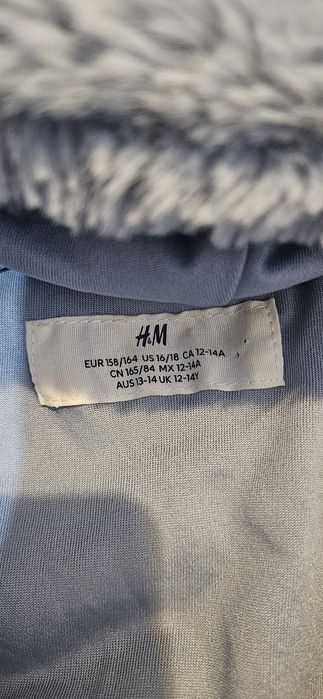 H&M
EUR 158/164 US 16/18 CA 12-14A
CN 165/84 MX 12-14A
AUS 13-14 UK 12-14Y